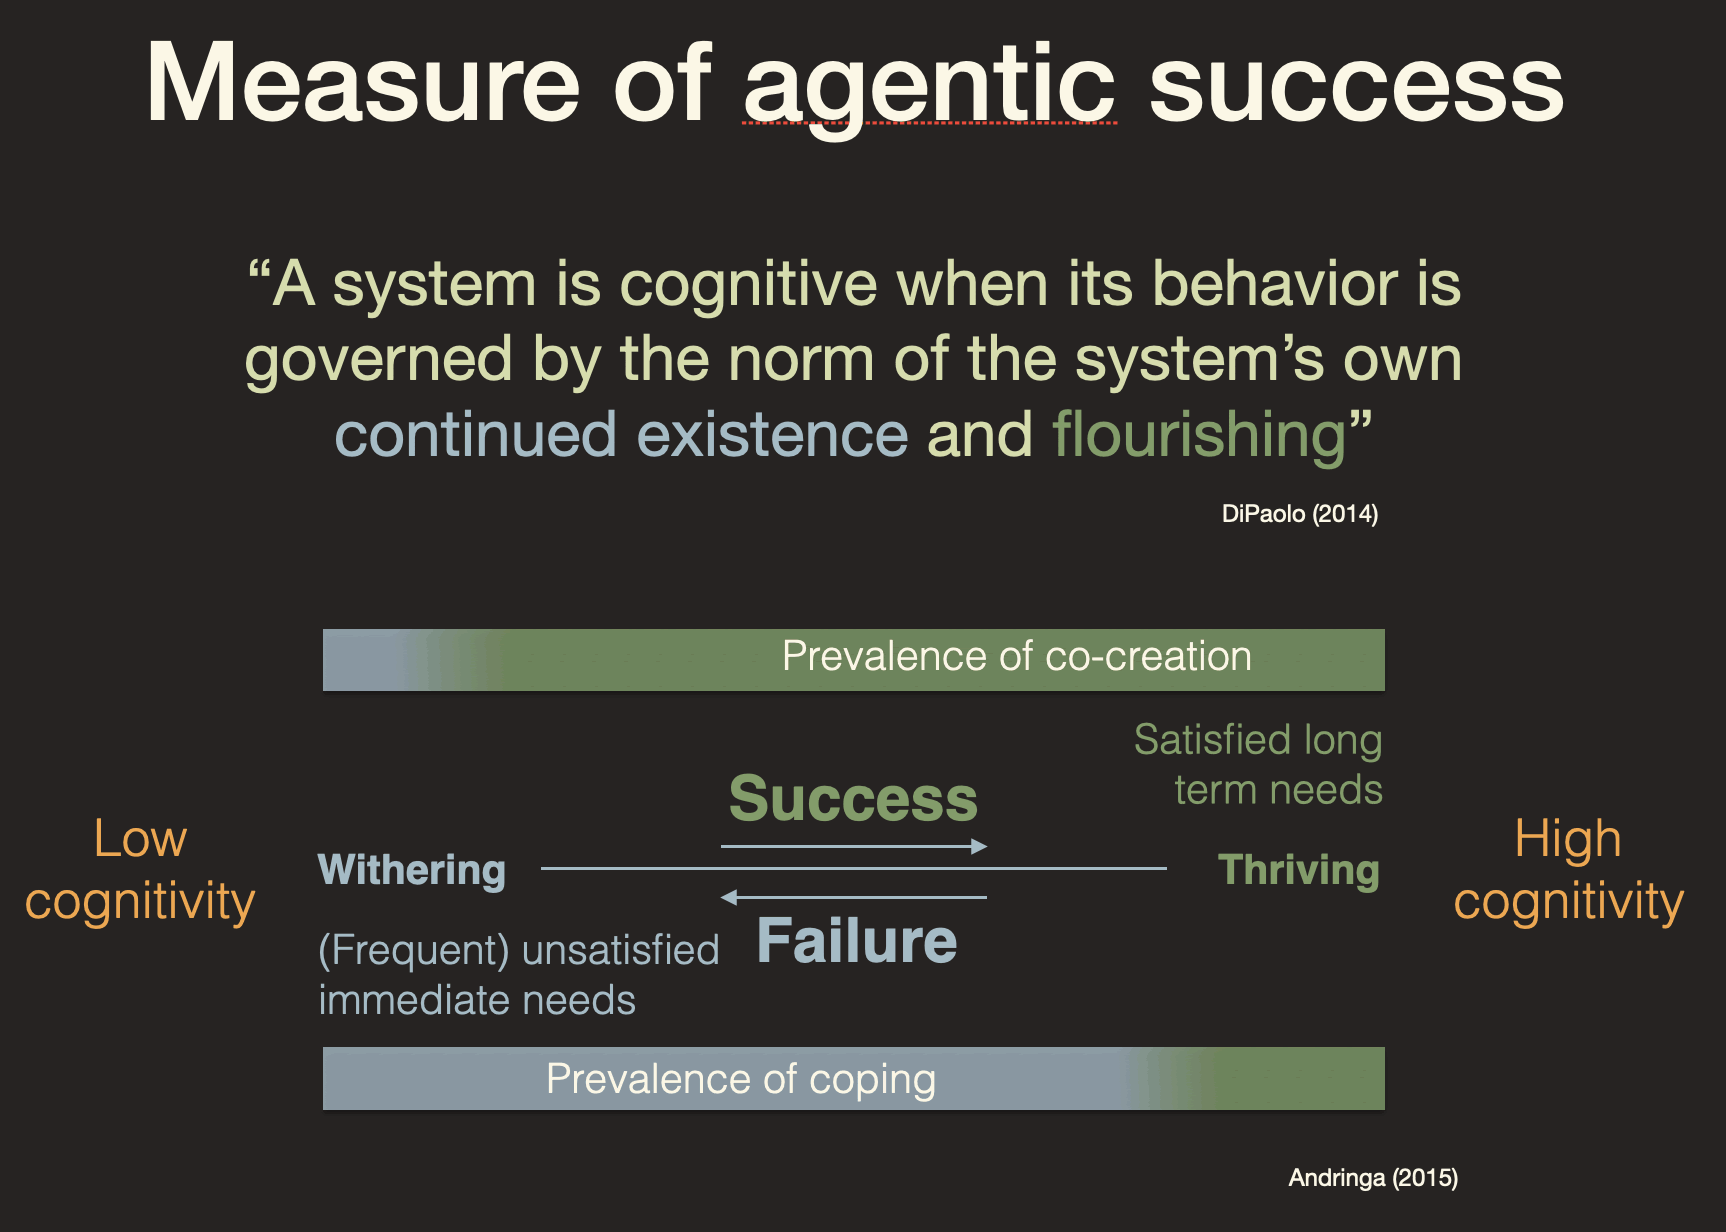 Measure of agentic success
“A system is cognitive when its behavior is
governed by the norm of the system’s own
continued existence and flourishing”
DiPaolo (2014)
Prevalence of co-creation
Satisfied long
term needs
Success
Low
cognitivity
Withering
Thriving
High
cognitivity
Failure
(Frequent) unsatisfied
immediate needs
Prevalence of coping
Andringa (2015)